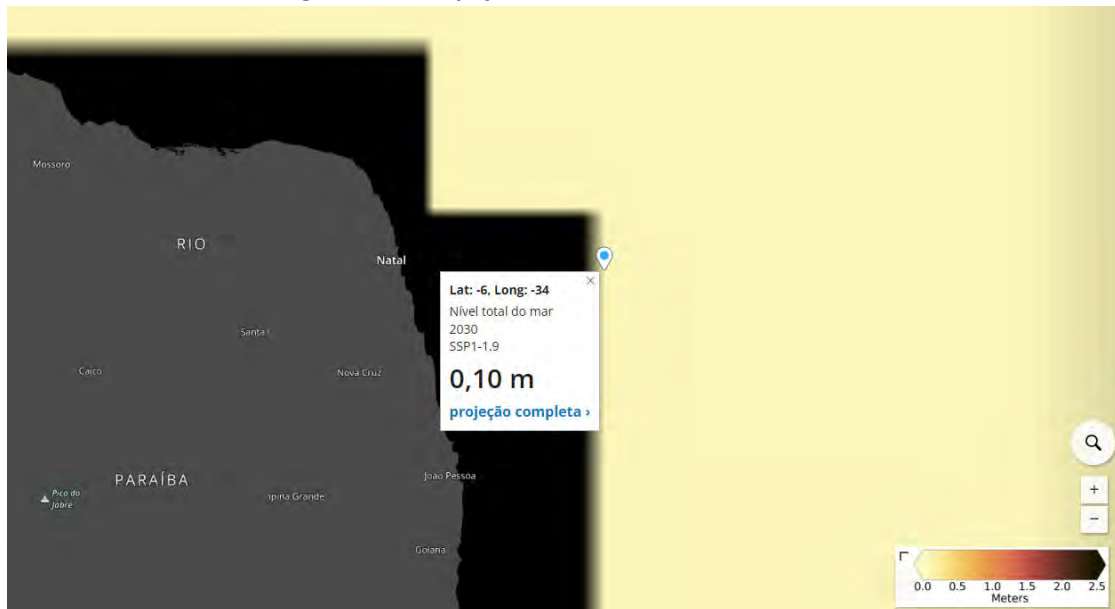 Mossoro
RIO
Natal
×
Lat: -6, Long: -34
Nível total do mar
2030
SSP1-1.9
0,10 m
projeção completa ›
Santa
Caico
Nova Cruz
PARAÍBA
Joao Pessoa
Pico do
Jabre
ipina Grande
Goiana
+
−
0.0 0.5 1.0 1.5 2.0 2.5
Meters